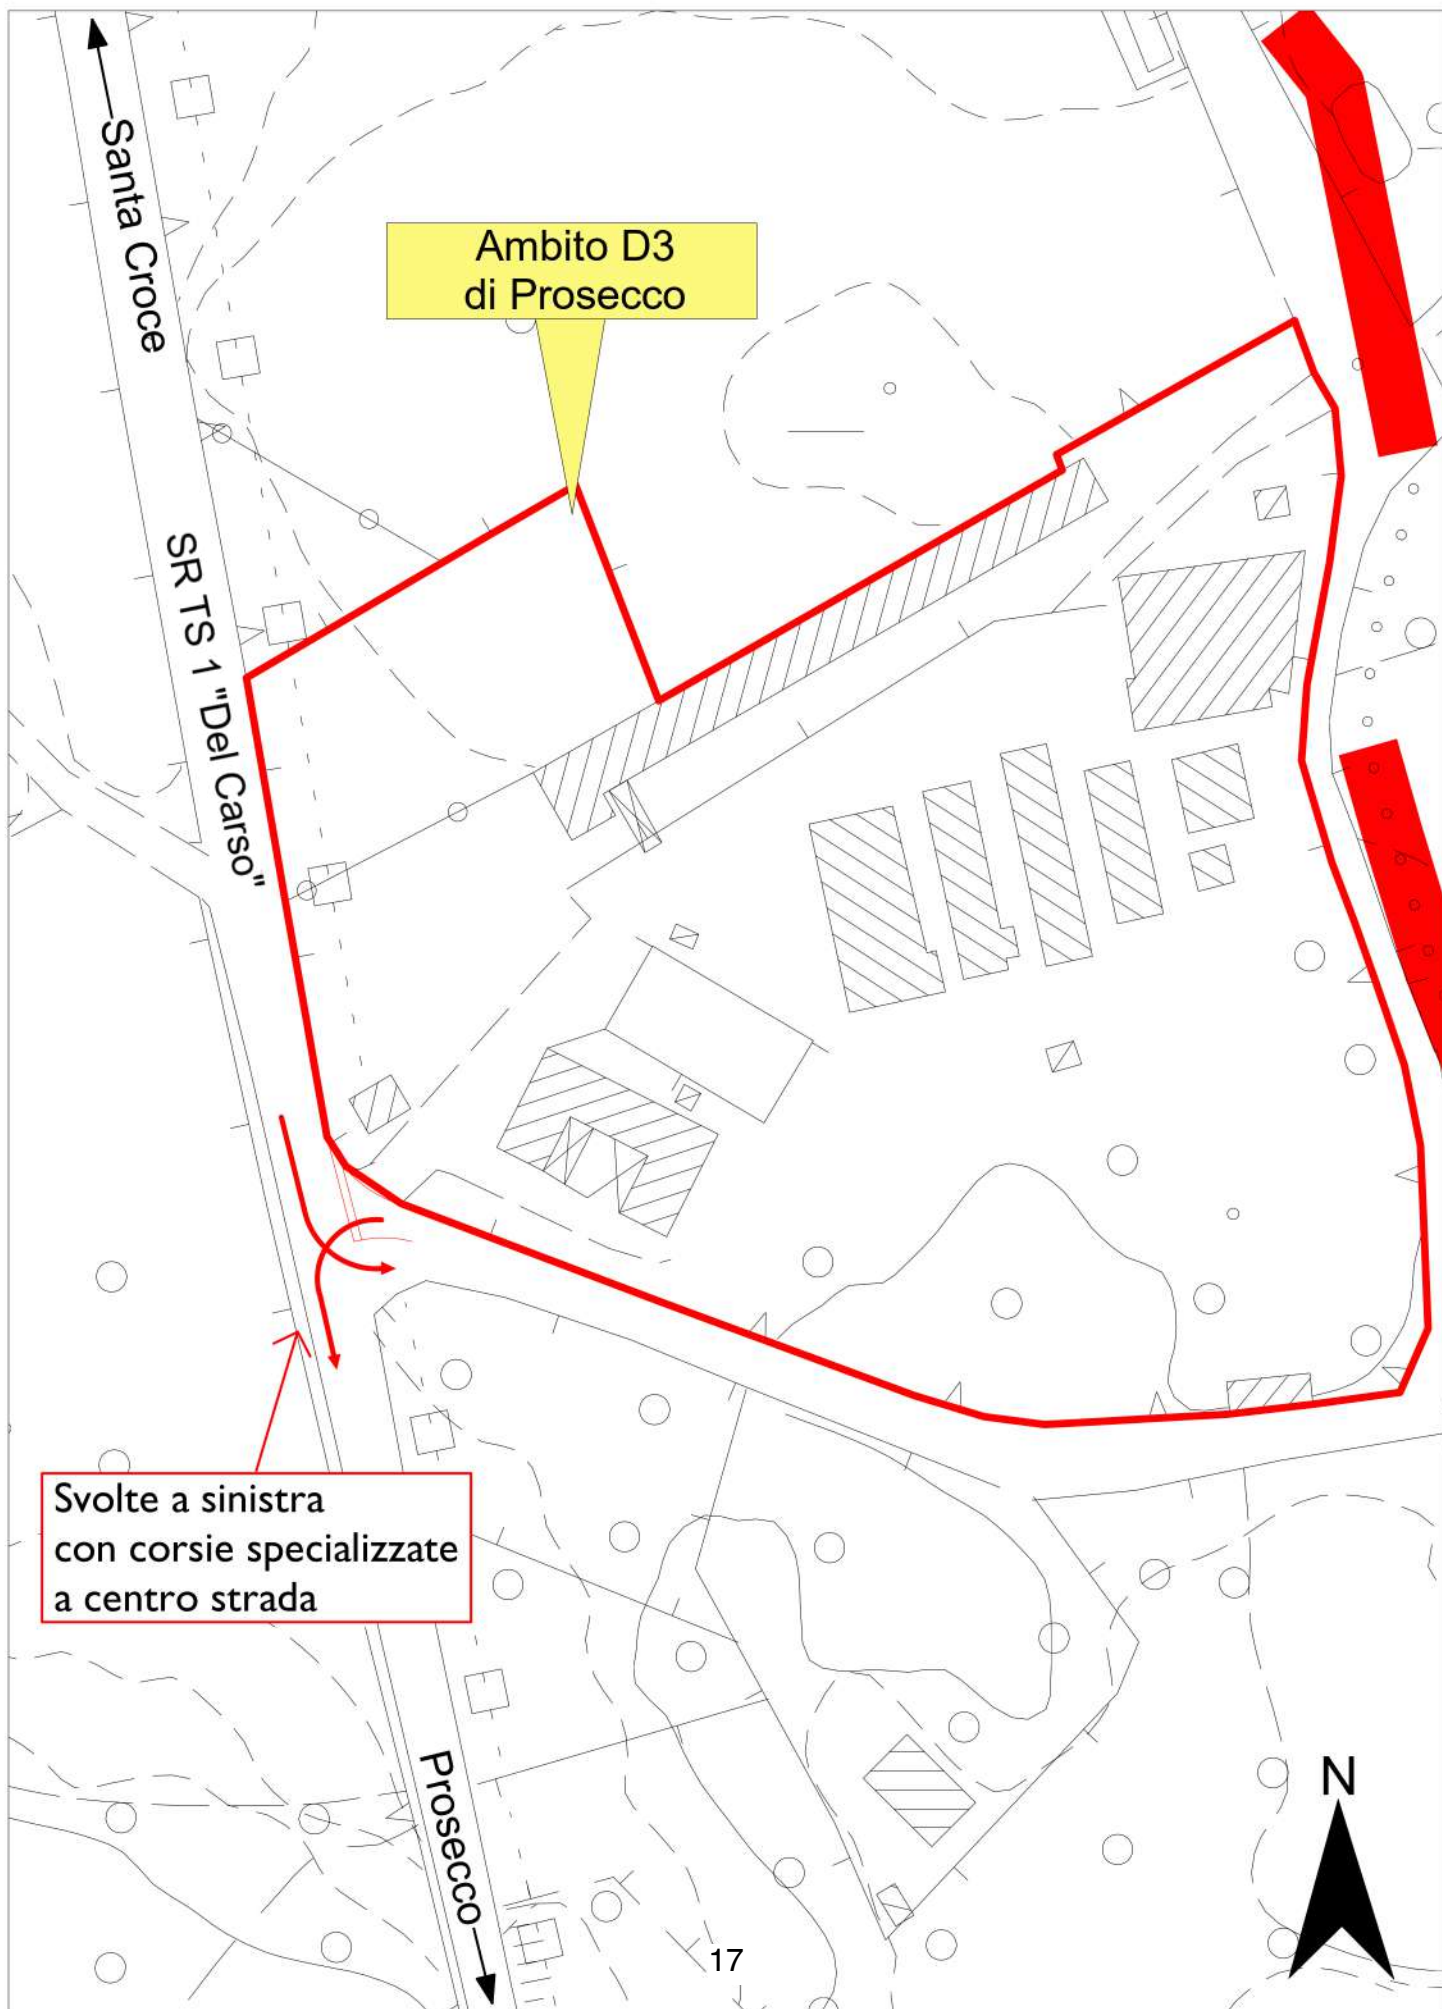 Santa Croce
Ambito D3
di Prosecco
SR TS 1 "Del Carso"
Svolte a sinistra
con corsie specializzate
a centro strada
Prosecco
N
17